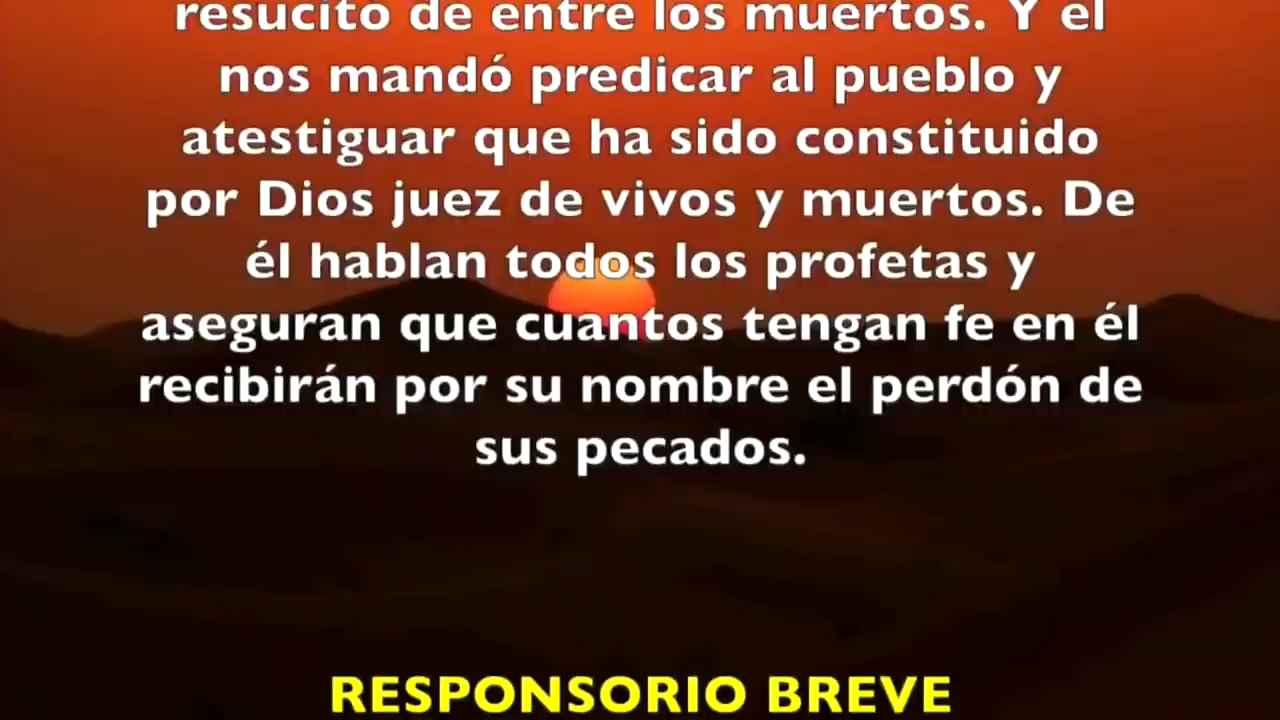 resucitó de entre los muertos. Y él
nos mandó predicar al pueblo y
atestiguar que ha sido constituido
por Dios juez de vivos y muertos. De
él hablan todos los profetas y
aseguran que cuantos tengan fe en él
recibirán por su nombre el perdón de
sus pecados.
RESPONSORIO BREVE